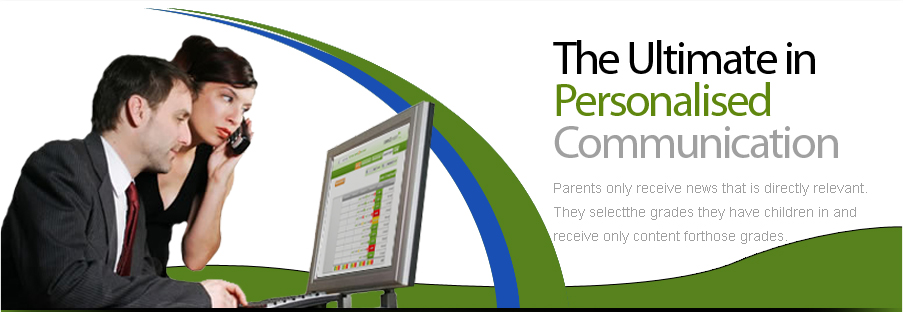 The Ultimate in
Personalised
Communication
Parents only receive news that is directly relevant.
They selectthe grades they have children in and
receive only content forthose grades.